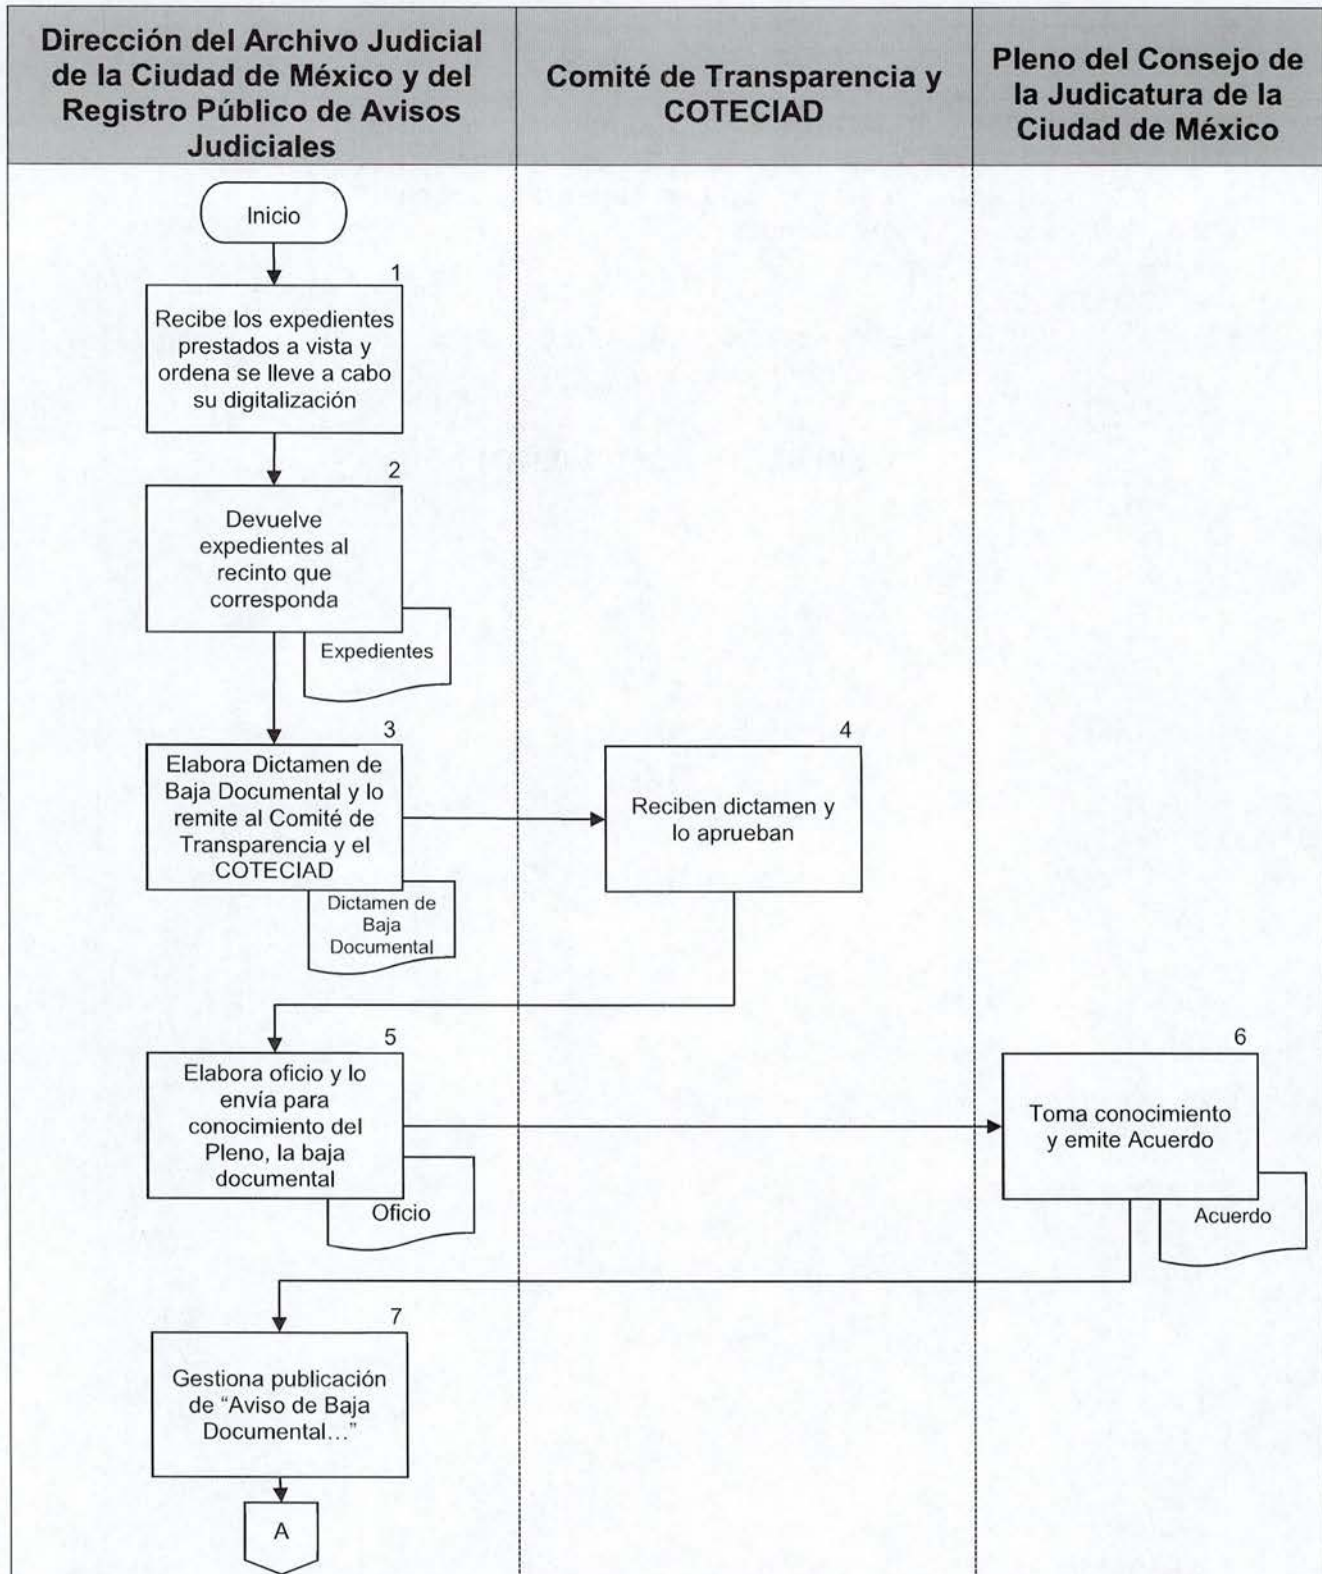 Dirección del Archivo Judicial
de la Ciudad de México y del
Registro Público de Avisos
Judiciales
Comité de Transparencia y
COTECIAD
Pleno del Consejo de
la Judicatura de la
Ciudad de México
Inicio
1
Recibe los expedientes
prestados a vista y
ordena se lleve a cabo
su digitalización
2
Devuelve
expedientes al
recinto que
corresponda
Expedientes
3
Elabora Dictamen de
Baja Documental y lo
remite al Comité de
Transparencia y el
COTECIAD
Dictamen de
Baja
Documental
4
Reciben dictamen y
lo aprueban
5
Elabora oficio y lo
envía para
conocimiento del
Pleno, la baja
documental
Oficio
6
Toma conocimiento
y emite Acuerdo
Acuerdo
7
Gestiona publicación
de “Aviso de Baja
Documental…”
A